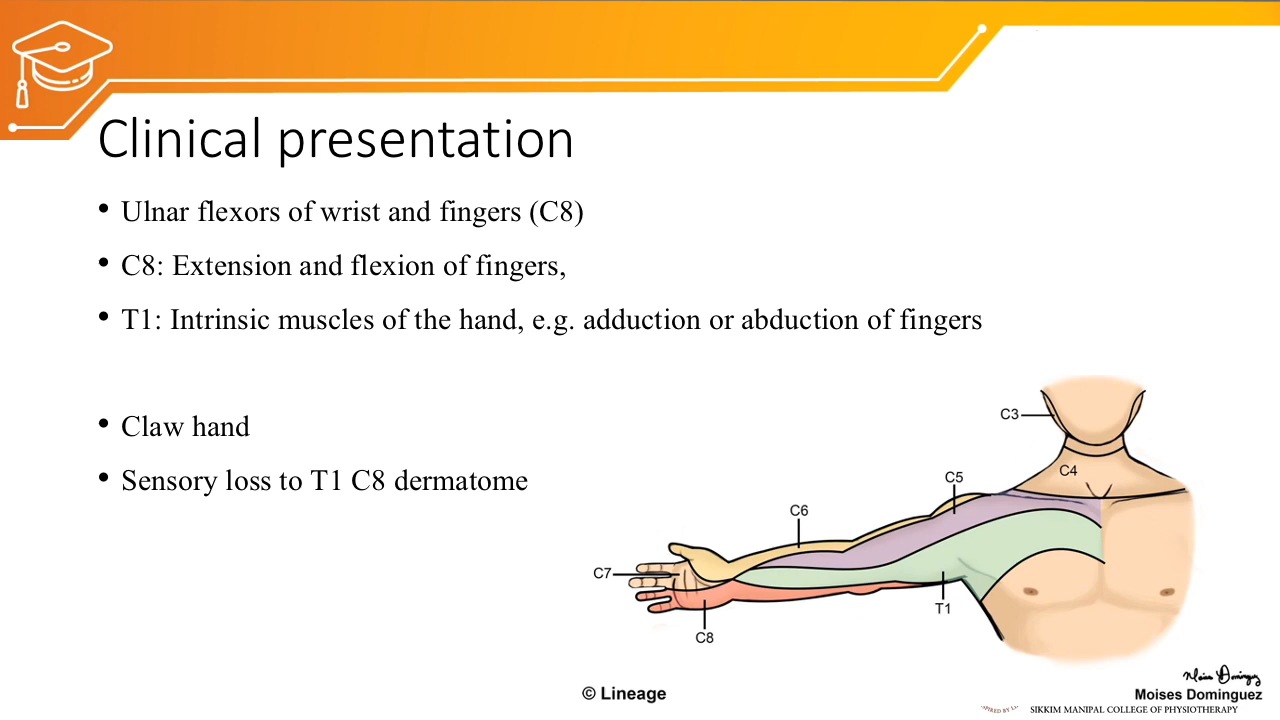 Clinical presentation
• Ulnar flexors of wrist and fingers (C8)
• C8: Extension and flexion of fingers,
• T1: Intrinsic muscles of the hand, e.g. adduction or abduction of fingers
• Claw hand
• Sensory loss to T1 C8 dermatome
C3
C4
C5
C6
C7
T1
C8
© Lineage
Moises Dominguez
Moises Dominguez
SIKKIM MANIPAL COLLEGE OF PHYSIOTHERAPY